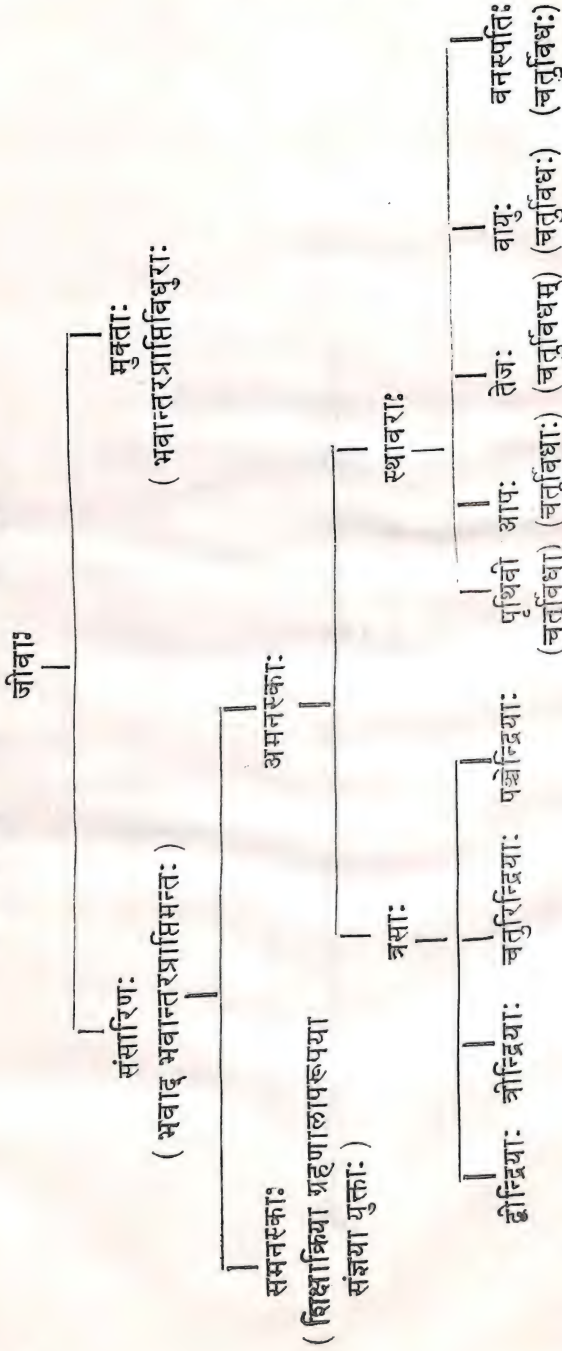 जीवाः
संसारिणः मुक्ताः
( भवाद् भवान्तरप्राप्तिमन्तः ) ( भवान्तरप्राप्तिविधुराः
समनस्काः अमनस्काः
( शिक्षाक्रिया ग्रहणालापरूपया
संज्ञया युक्ताः )
त्रसाः स्थावराः
द्वीन्द्रियाः त्रीन्द्रियाः चतुरिन्द्रियाः पञ्चेन्द्रियाः पृथिवी आपः तेजः वायुः वनस्पतिः
(चतुर्विधा) (चतुर्विधाः) (चतुर्विधम्) (चतुर्विधः) (चतुर्विधः)